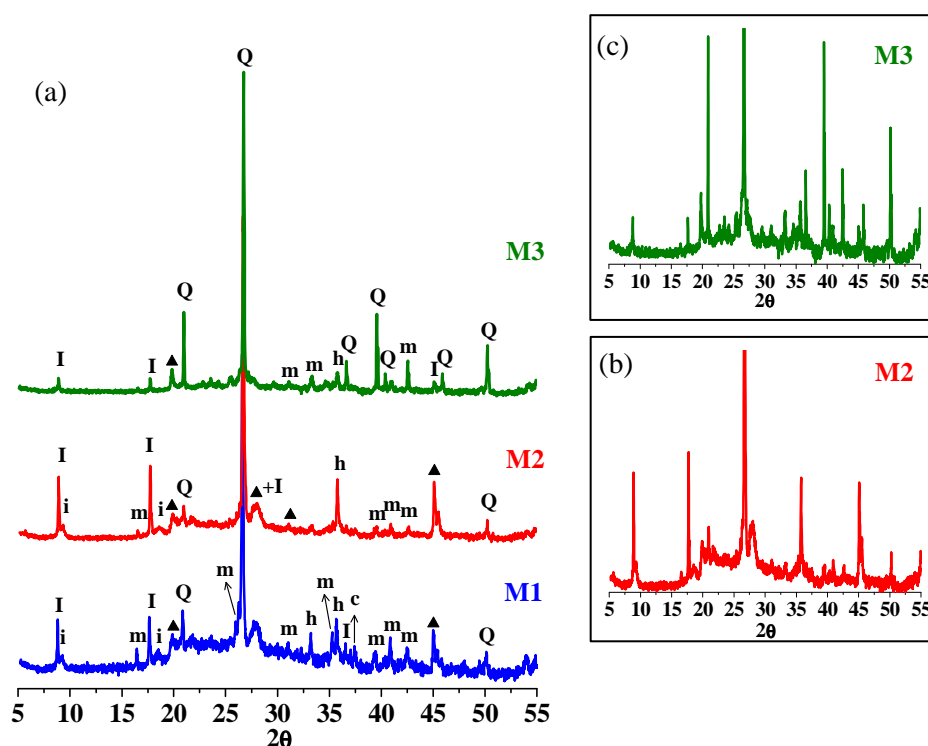 (a)
Q
M3
I I ▲ Q m m h Q Q Q m I Q Q
M2
I i m I i ▲ Q ▲+I ▲ h m m m ▲ Q
M1
I i m I i ▲ Q m m h m h I c m m m ▲ Q
5 10 15 20 25 30 35 40 45 50 55
2θ
(c)
M3
5 10 15 20 25 30 35 40 45 50 55
2θ
(b)
M2
5 10 15 20 25 30 35 40 45 50 55
2θ